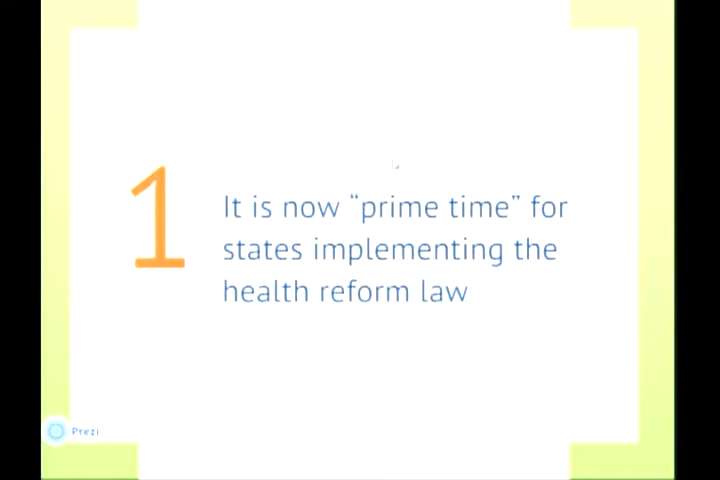 1
It is now “prime time” for
states implementing the
health reform law
Prezi